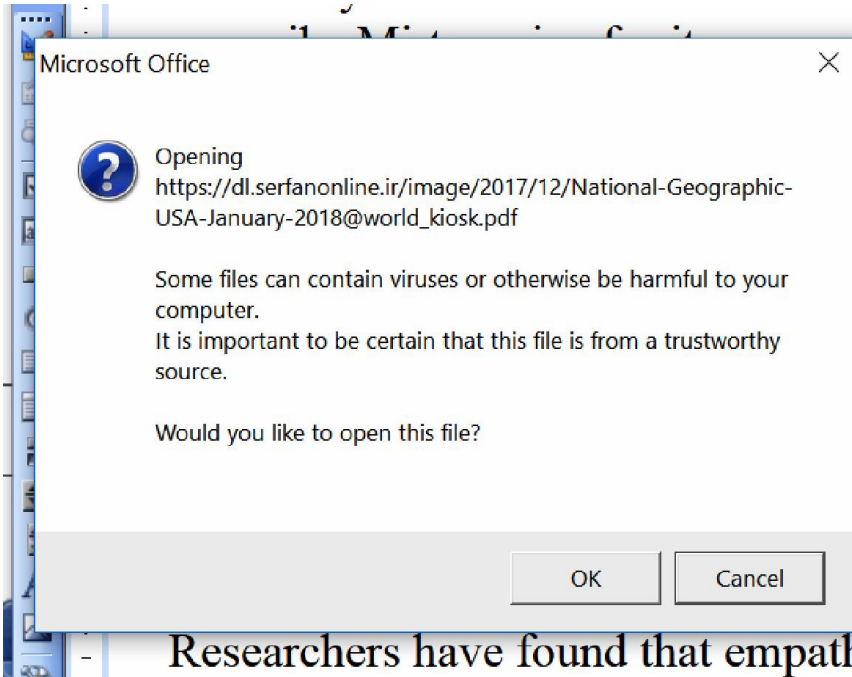 Microsoft Office
Opening
https://dl.serfanonline.ir/image/2017/12/National-Geographic-
USA-January-2018@world_kiosk.pdf
Some files can contain viruses or otherwise be harmful to your
computer.
It is important to be certain that this file is from a trustworthy
source.
Would you like to open this file?
OK
Cancel
Researchers have found that